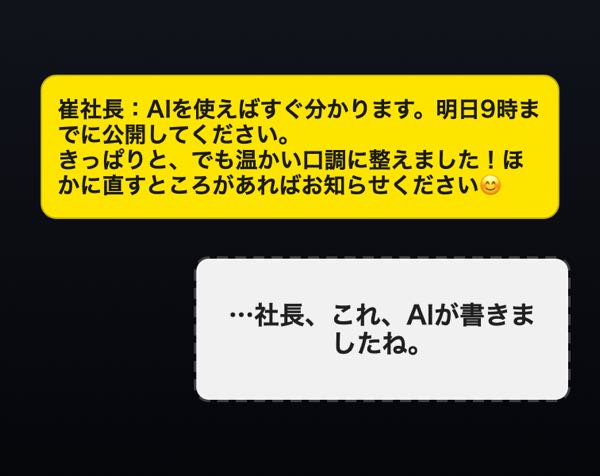 崔社長：AIを使えばすぐ分かります。明日9時ま
でに公開してください。
きっぱりと、でも温かい口調に整えました！ほ
かに直すところがあればお知らせください😊
…社長、これ、AIが書きま
したね。